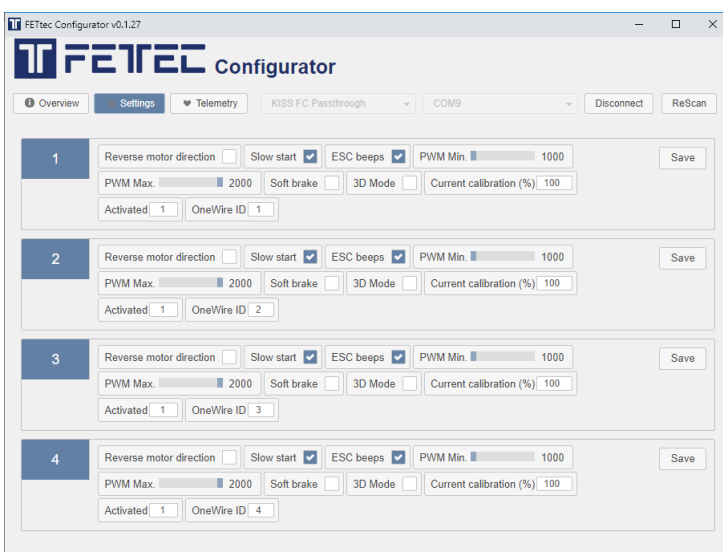 FETtec Configurator v0.1.27
FETTEC Configurator
Overview Settings Telemetry KISS FC Passthrough COM9 Disconnect ReScan
1 Reverse motor direction Slow start ESC beeps PWM Min. 1000 Save
PWM Max. 2000 Soft brake 3D Mode Current calibration (%) 100
Activated 1 OneWire ID 1
2 Reverse motor direction Slow start ESC beeps PWM Min. 1000 Save
PWM Max. 2000 Soft brake 3D Mode Current calibration (%) 100
Activated 1 OneWire ID 2
3 Reverse motor direction Slow start ESC beeps PWM Min. 1000 Save
PWM Max. 2000 Soft brake 3D Mode Current calibration (%) 100
Activated 1 OneWire ID 3
4 Reverse motor direction Slow start ESC beeps PWM Min. 1000 Save
PWM Max. 2000 Soft brake 3D Mode Current calibration (%) 100
Activated 1 OneWire ID 4